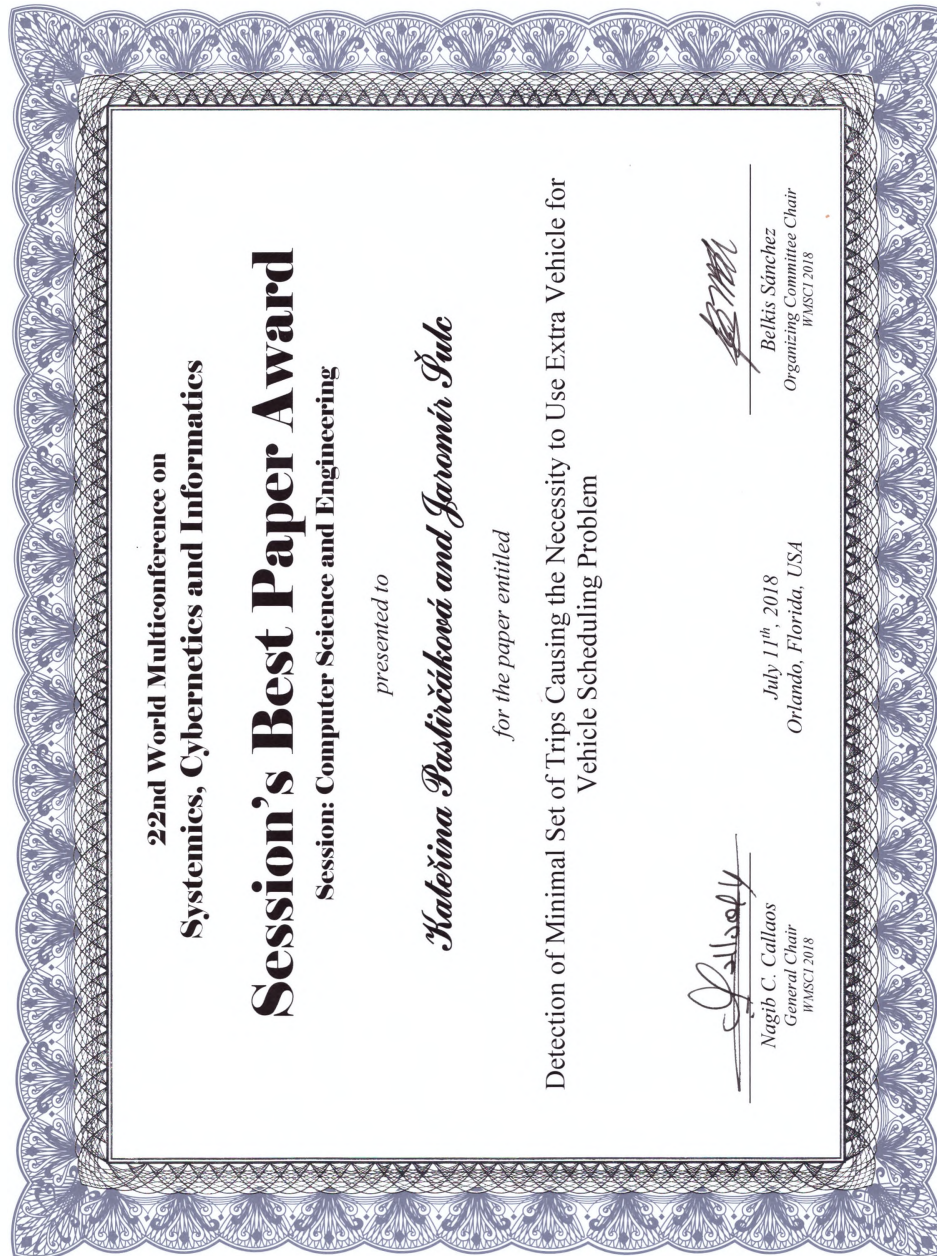 22nd World Multiconference on
Systemics, Cybernetics and Informatics
Session's Best Paper Award
Session: Computer Science and Engineering
presented to
Kateřina Pastirčáková and Jaromír Šulc
for the paper entitled
Detection of Minimal Set of Trips Causing the Necessity to Use Extra Vehicle for
Vehicle Scheduling Problem
Nagib C. Callaos
General Chair
WMSCI 2018
July 11th, 2018
Orlando, Florida, USA
Belkis Sánchez
Organizing Committee Chair
WMSCI 2018